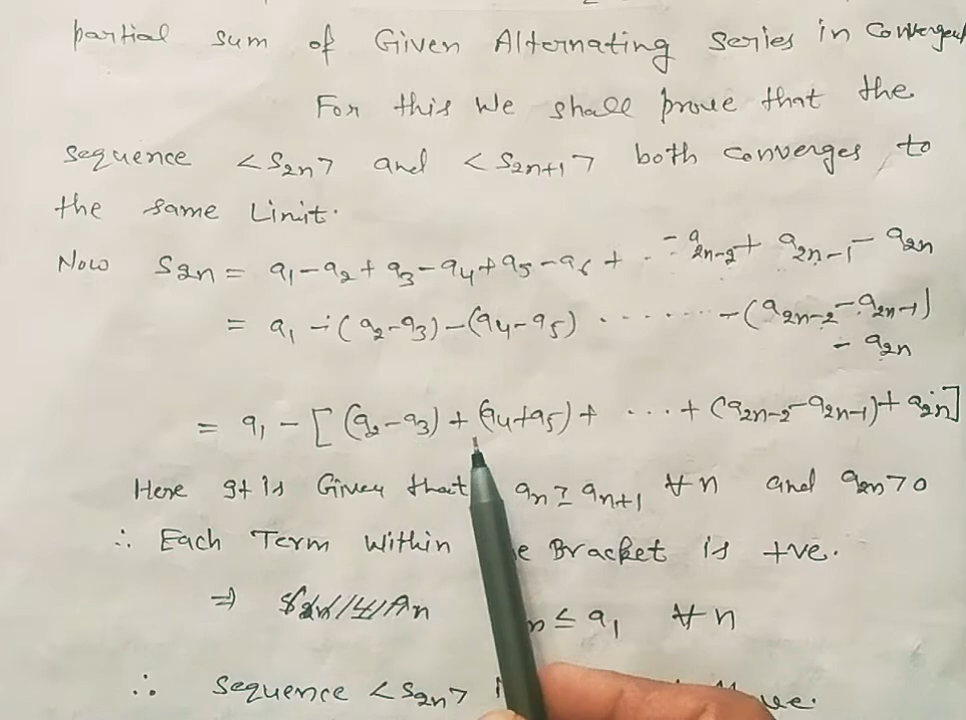 partial sum of Given Alternating Series in Convergent
For this We shall prove that the
sequence <S2n> and <S2n+1> both converges to
the same Limit.
Now S2n = a1 - a2 + a3 - a4 + a5 - a6 + .. - a2n-2 + a2n-1 - a2n
= a1 - (a2 - a3) - (a4 - a5) ....... - (a2n-2 - a2n-1)
- a2n
= a1 - [(a2 - a3) + (a4 + a5) + ... + (a2n-2 - a2n-1) + a2n]
Here It is Given that an ≥ an+1 ∀n and a2n > 0
∴ Each Term Within Bracket is +ve.
⇒ ≤ a1 ∀n
∴ sequence <S2n>